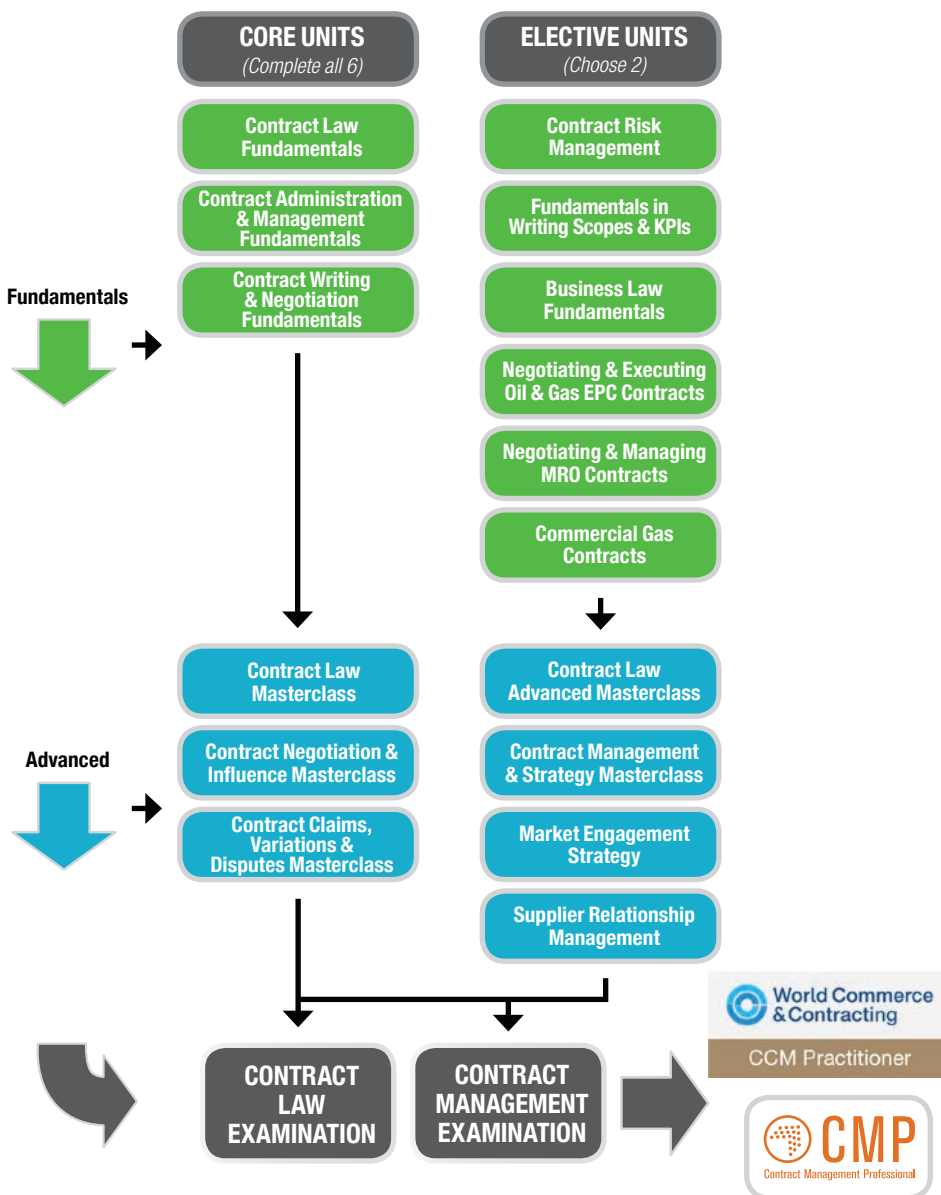 CORE UNITS
(Complete all 6)
Contract Law
Fundamentals
Contract Administration
& Management
Fundamentals
Contract Writing
& Negotiation
Fundamentals
ELECTIVE UNITS
(Choose 2)
Contract Risk
Management
Fundamentals in
Writing Scopes & KPIs
Business Law
Fundamentals
Negotiating & Executing
Oil & Gas EPC Contracts
Negotiating & Managing
MRO Contracts
Commercial Gas
Contracts
Fundamentals
Contract Law
Masterclass
Contract Negotiation &
Influence Masterclass
Contract Claims,
Variations &
Disputes Masterclass
Contract Law
Advanced Masterclass
Contract Management
& Strategy Masterclass
Market Engagement
Strategy
Supplier Relationship
Management
Advanced
CONTRACT
LAW
EXAMINATION
CONTRACT
MANAGEMENT
EXAMINATION
World Commerce
& Contracting
CCM Practitioner
CMP
Contract Management Professional